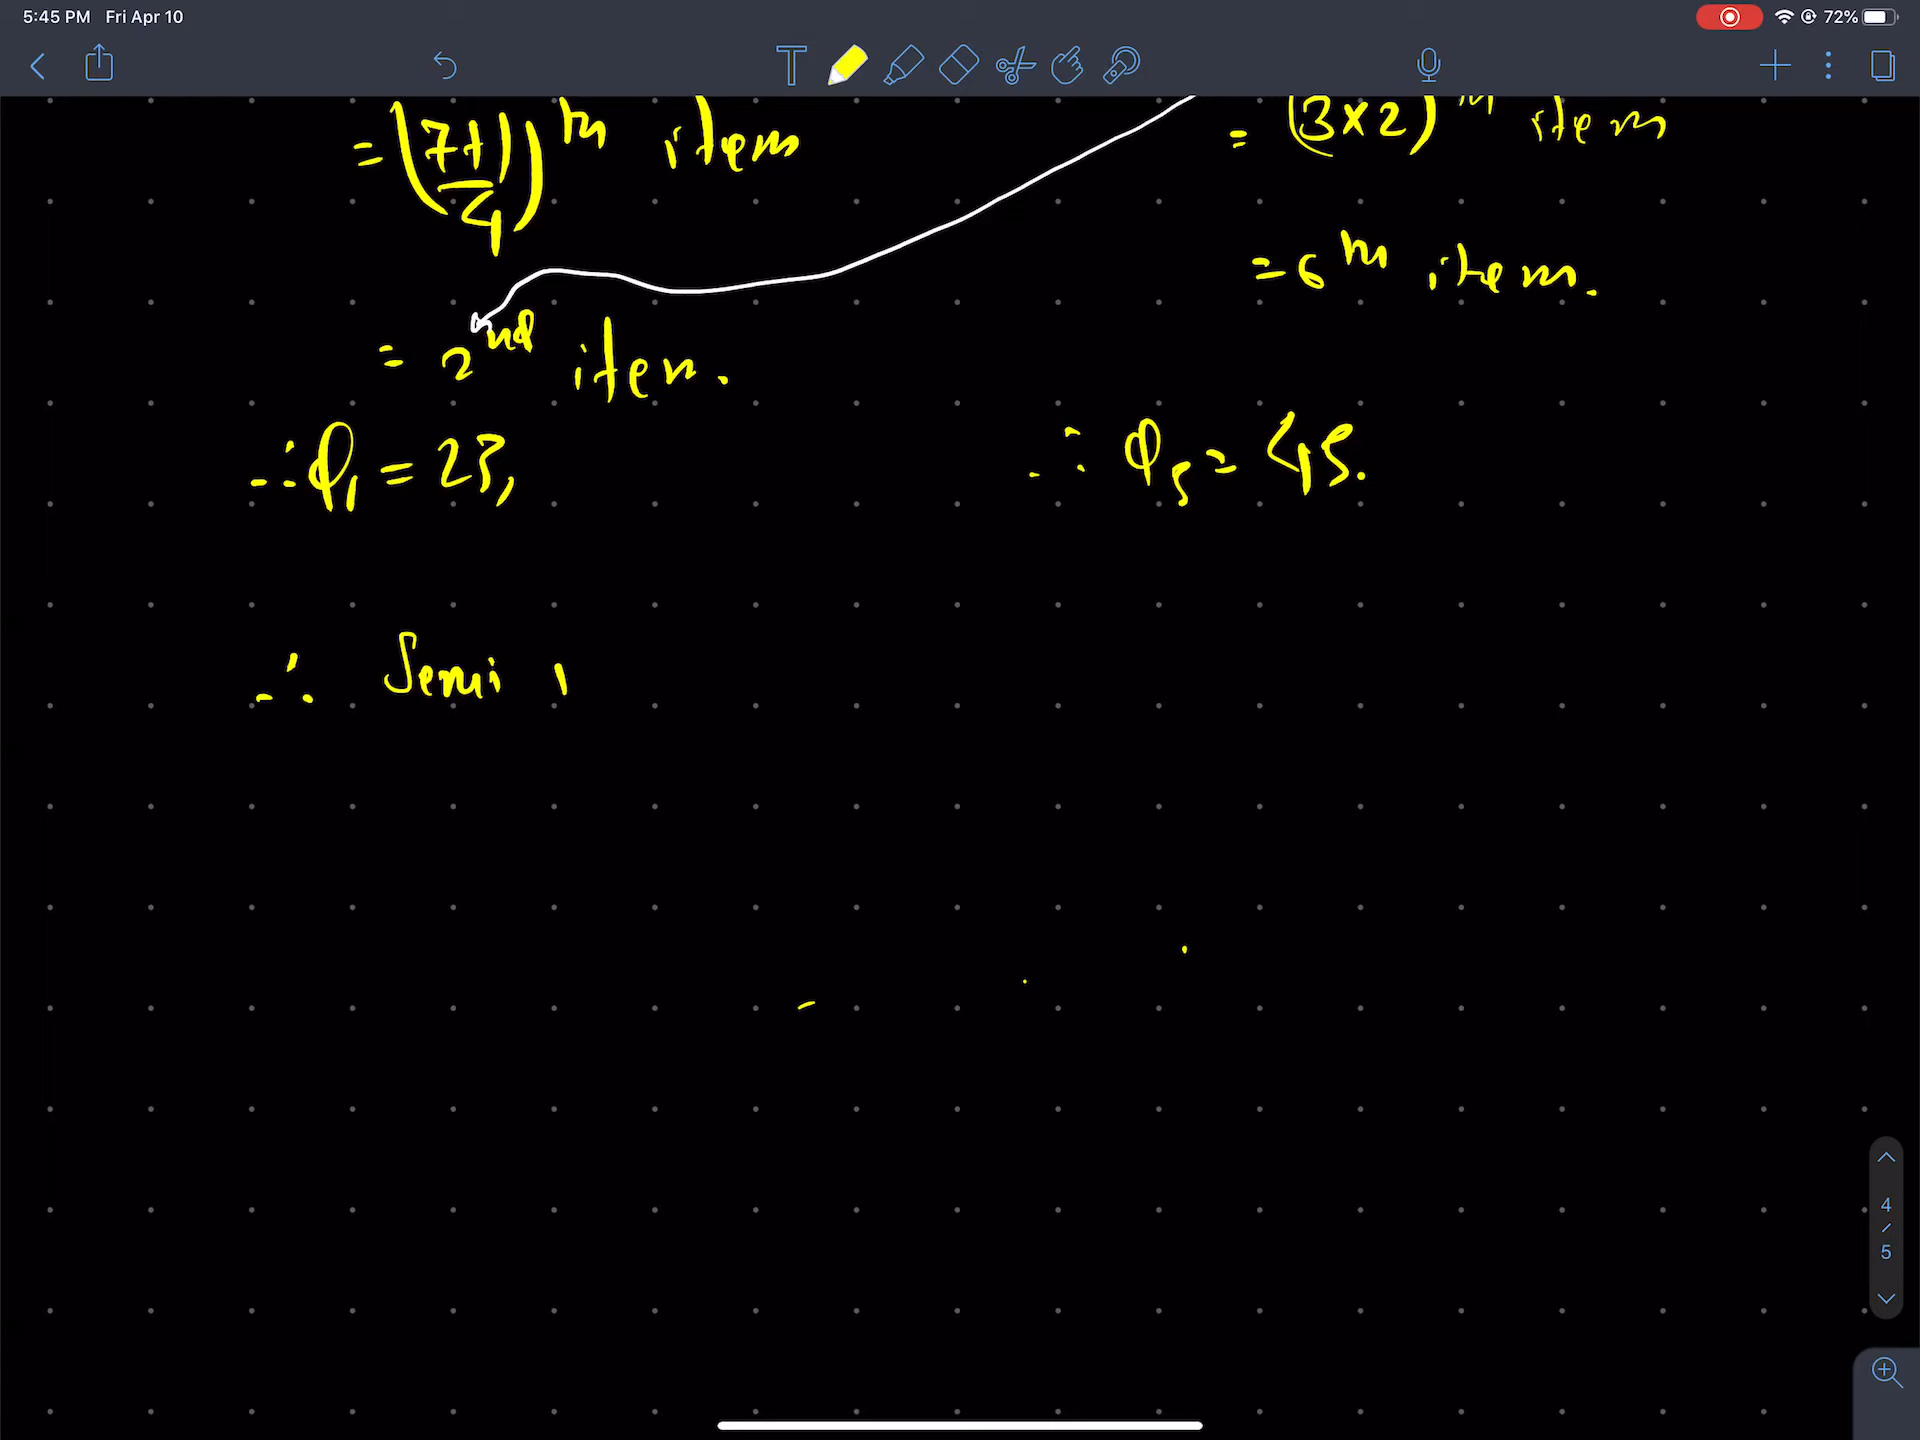 5:45 PM Fri Apr 10 72%
= ((7+1)/4)th item
= (3×2)th item
= 6th item.
= 2nd item.
∴ Q1 = 23,
∴ Q3 = 45.
∴ Semi
4
/
5